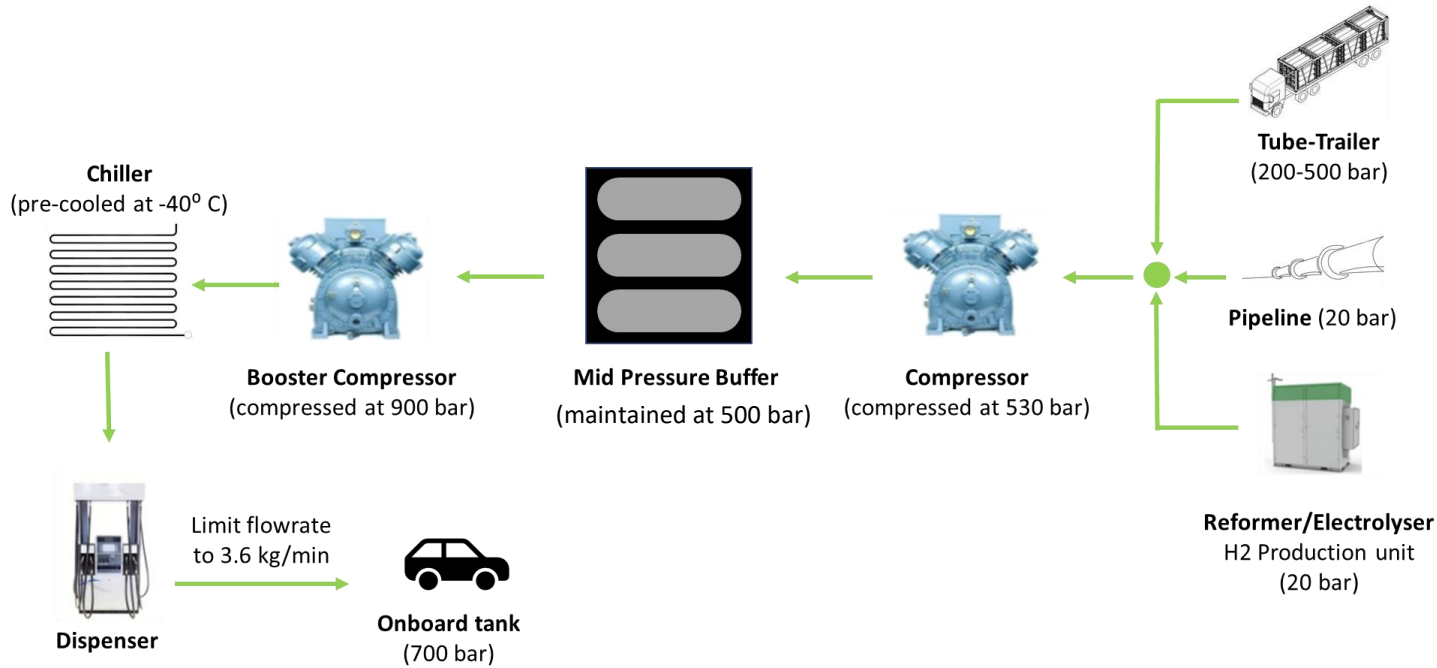 Tube-Trailer
(200-500 bar)
Chiller
(pre-cooled at -40⁰ C)
Pipeline (20 bar)
Booster Compressor
(compressed at 900 bar)
Mid Pressure Buffer
(maintained at 500 bar)
Compressor
(compressed at 530 bar)
Reformer/Electrolyser
H2 Production unit
(20 bar)
Limit flowrate
to 3.6 kg/min
Dispenser
Onboard tank
(700 bar)